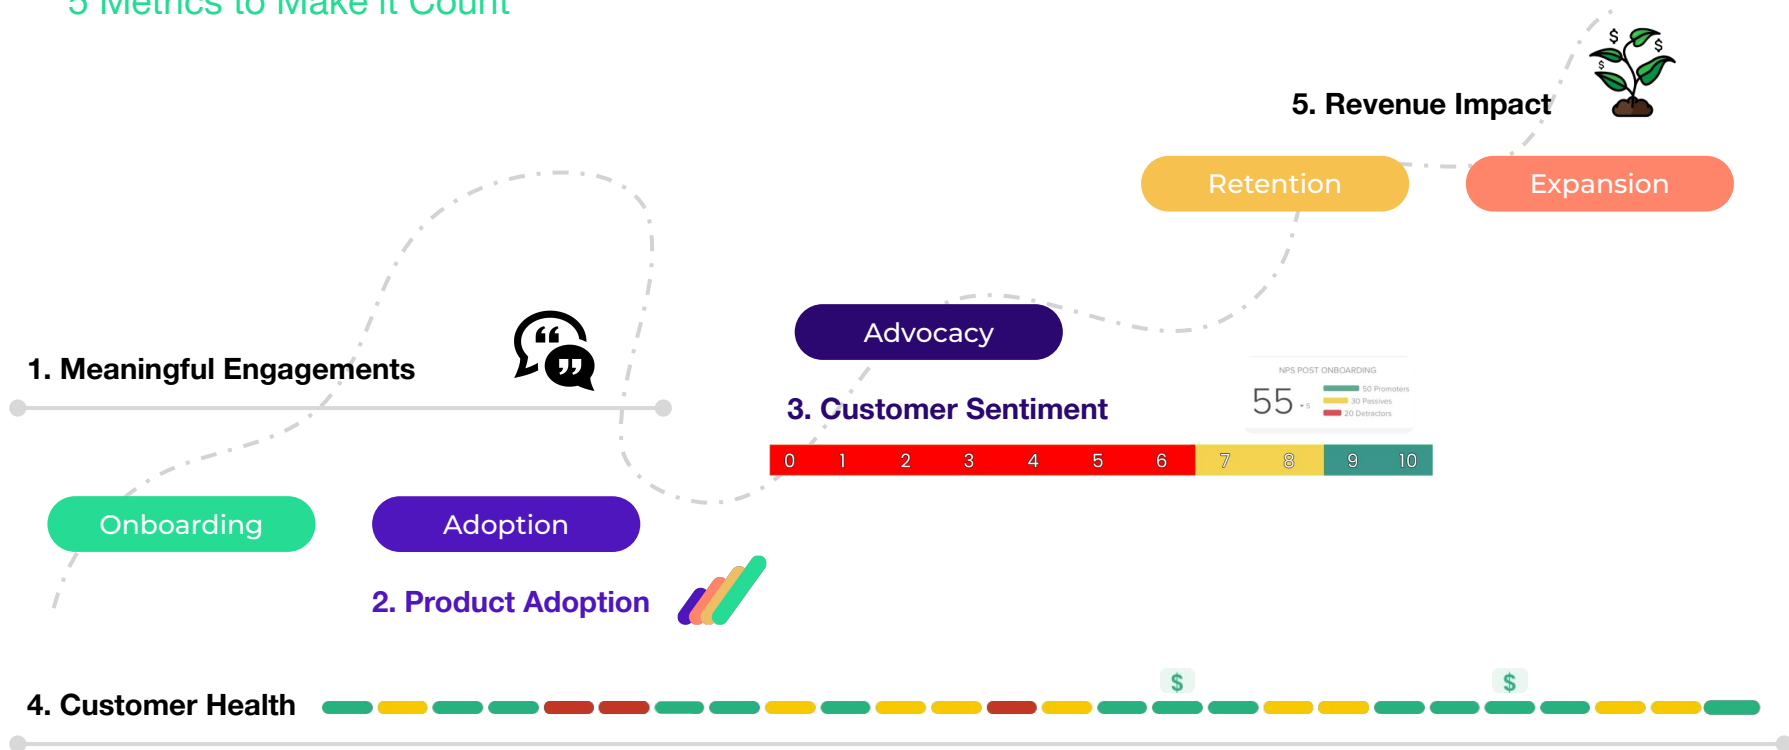 5 Metrics to Make it Count
$
$
$
5. Revenue Impact
Retention
Expansion
Advocacy
1. Meaningful Engagements
NPS POST ONBOARDING
55
5
50 Promoters
30 Passives
20 Detractors
3. Customer Sentiment
0 1 2 3 4 5 6 7 8 9 10
Onboarding
Adoption
2. Product Adoption
$
$
4. Customer Health